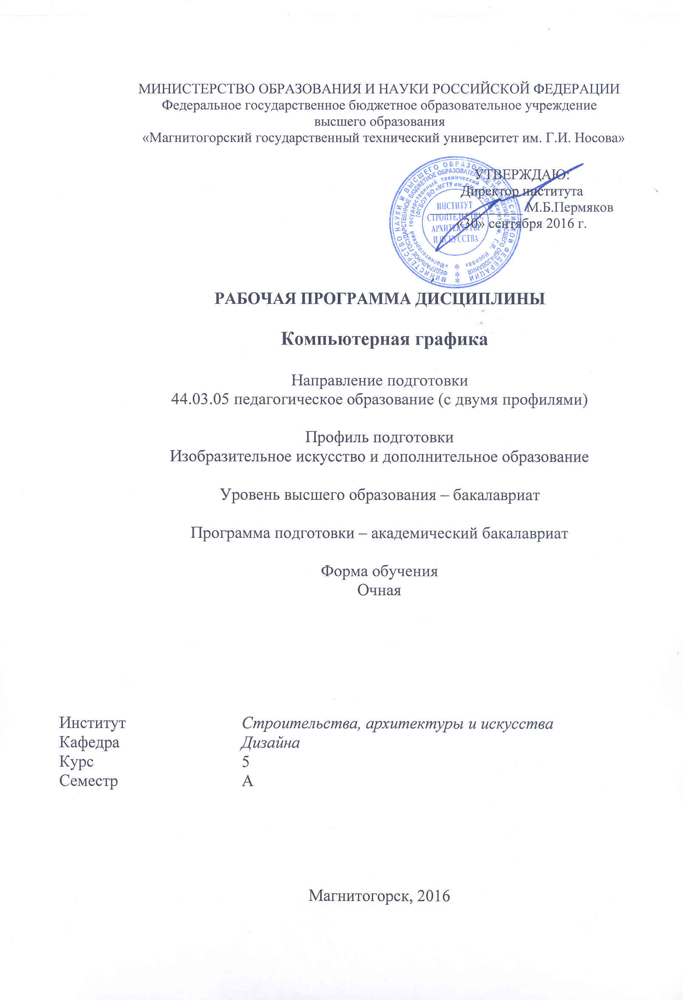 МИНИСТЕРСТВО ОБРАЗОВАНИЯ И НАУКИ РОССИЙСКОЙ ФЕДЕРАЦИИ
Федеральное государственное бюджетное образовательное учреждение
высшего образования
«Магнитогорский государственный технический университет им. Г.И. Носова»
УТВЕРЖДАЮ:
Директор института
М.Б.Пермяков
«30» сентября 2016 г.
МИНИСТЕРСТВО НАУКИ И ВЫСШЕГО ОБРАЗОВАНИЯ РОССИЙСКОЙ ФЕДЕРАЦИИ
ФЕДЕРАЛЬНОЕ ГОСУДАРСТВЕННОЕ БЮДЖЕТНОЕ ОБРАЗОВАТЕЛЬНОЕ УЧРЕЖДЕНИЕ ВЫСШЕГО ОБРАЗОВАНИЯ
«Магнитогорский государственный технический университет им. Г.И. Носова»
(ФГБОУ ВО «МГТУ им. Г.И. Носова»)
ИНСТИТУТ
СТРОИТЕЛЬСТВА,
АРХИТЕКТУРЫ
И ИСКУССТВА
РАБОЧАЯ ПРОГРАММА ДИСЦИПЛИНЫ
Компьютерная графика
Направление подготовки
44.03.05 педагогическое образование (с двумя профилями)
Профиль подготовки
Изобразительное искусство и дополнительное образование
Уровень высшего образования – бакалавриат
Программа подготовки – академический бакалавриат
Форма обучения
Очная
Институт Строительства, архитектуры и искусства
Кафедра Дизайна
Курс 5
Семестр А
Магнитогорск, 2016